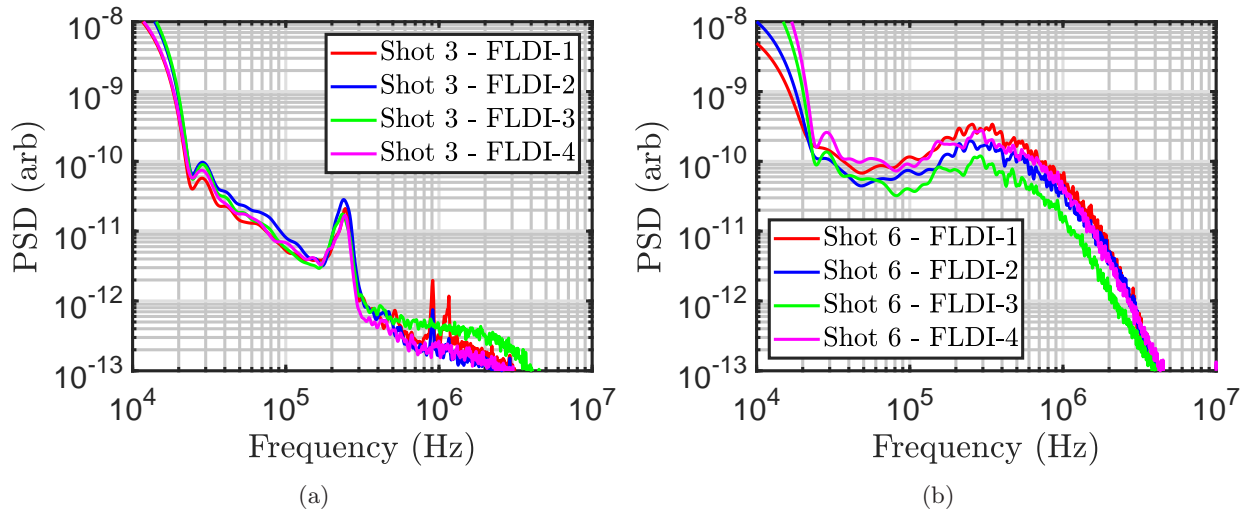 10^-8
10^-9
10^-10
10^-11
10^-12
10^-13
PSD (arb)
Shot 3 - FLDI-1
Shot 3 - FLDI-2
Shot 3 - FLDI-3
Shot 3 - FLDI-4
10^4 10^5 10^6 10^7
Frequency (Hz)
(a)
10^-8
10^-9
10^-10
10^-11
10^-12
10^-13
PSD (arb)
Shot 6 - FLDI-1
Shot 6 - FLDI-2
Shot 6 - FLDI-3
Shot 6 - FLDI-4
10^4 10^5 10^6 10^7
Frequency (Hz)
(b)